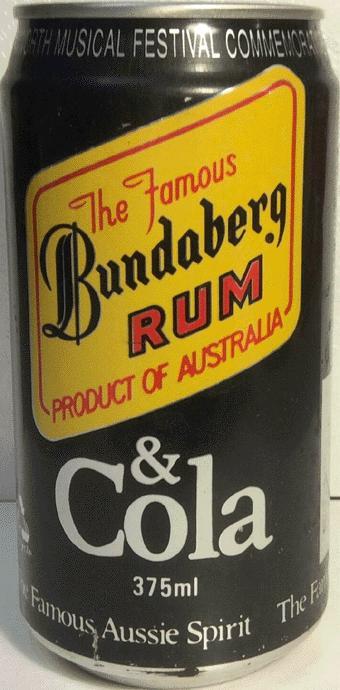 MUSICAL FESTIVAL
The Famous
Bundaberg
RUM
PRODUCT OF AUSTRALIA
&
Cola
375ml
Famous Aussie Spirit The